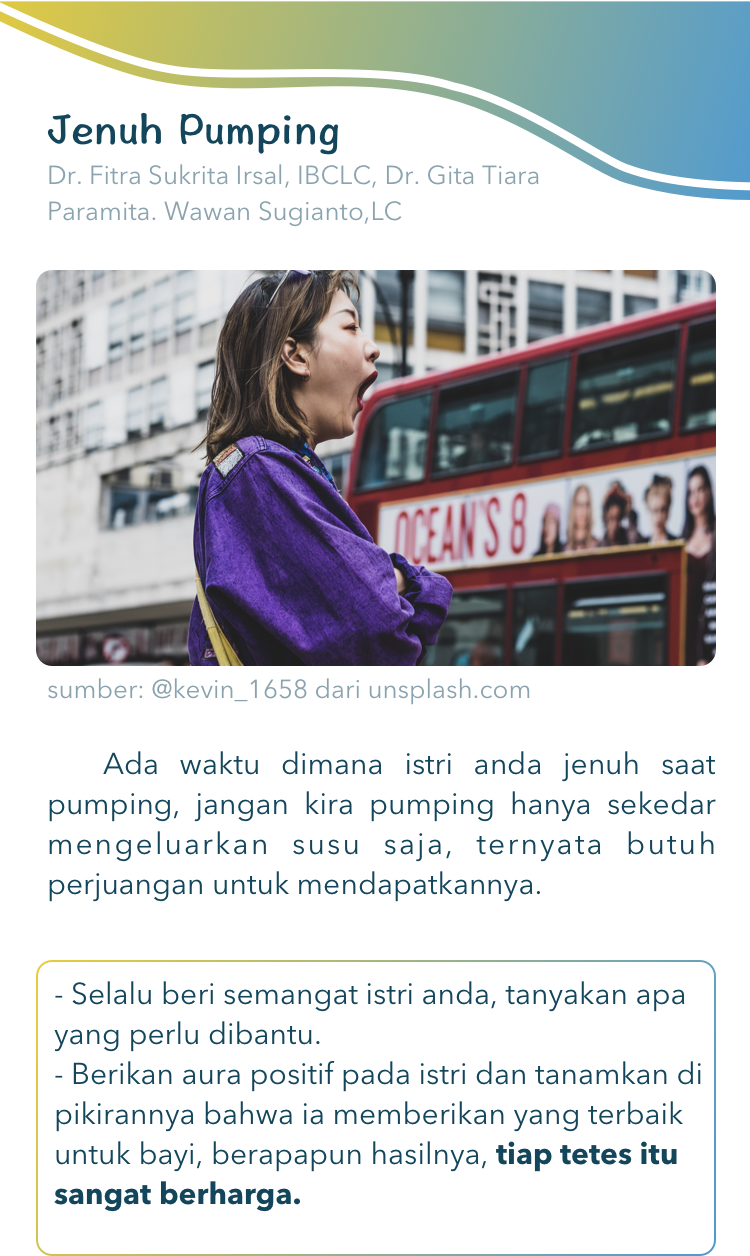 Jenuh Pumping
Dr. Fitra Sukrita Irsal, IBCLC, Dr. Gita Tiara
Paramita. Wawan Sugianto,LC
OCEAN'S 8
sumber: @kevin_1658 dari unsplash.com
Ada waktu dimana istri anda jenuh saat
pumping, jangan kira pumping hanya sekedar
mengeluarkan susu saja, ternyata butuh
perjuangan untuk mendapatkannya.
- Selalu beri semangat istri anda, tanyakan apa
yang perlu dibantu.
- Berikan aura positif pada istri dan tanamkan di
pikirannya bahwa ia memberikan yang terbaik
untuk bayi, berapapun hasilnya, tiap tetes itu
sangat berharga.